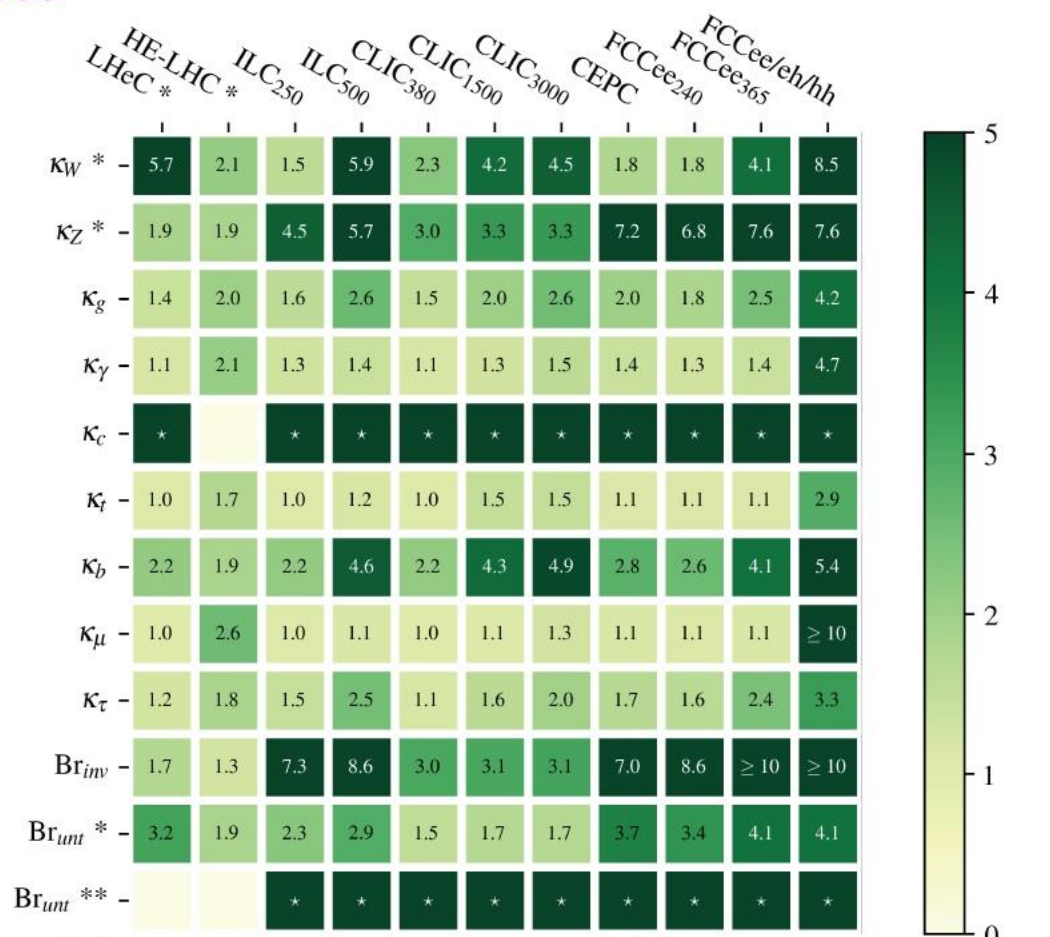 LHeC *
HE-LHC *
ILC250
ILC500
CLIC380
CLIC1500
CLIC3000
CEPC
FCCee240
FCCee365
FCCee/eh/hh
κW * 5.7 2.1 1.5 5.9 2.3 4.2 4.5 1.8 1.8 4.1 8.5
κZ * 1.9 1.9 4.5 5.7 3.0 3.3 3.3 7.2 6.8 7.6 7.6
κg 1.4 2.0 1.6 2.6 1.5 2.0 2.6 2.0 1.8 2.5 4.2
κγ 1.1 2.1 1.3 1.4 1.1 1.3 1.5 1.4 1.3 1.4 4.7
κc ⋆ ⋆ ⋆ ⋆ ⋆ ⋆ ⋆ ⋆ ⋆ ⋆
κt 1.0 1.7 1.0 1.2 1.0 1.5 1.5 1.1 1.1 1.1 2.9
κb 2.2 1.9 2.2 4.6 2.2 4.3 4.9 2.8 2.6 4.1 5.4
κμ 1.0 2.6 1.0 1.1 1.0 1.1 1.3 1.1 1.1 1.1 ≥ 10
κτ 1.2 1.8 1.5 2.5 1.1 1.6 2.0 1.7 1.6 2.4 3.3
Brinv 1.7 1.3 7.3 8.6 3.0 3.1 3.1 7.0 8.6 ≥ 10 ≥ 10
Brunt * 3.2 1.9 2.3 2.9 1.5 1.7 1.7 3.7 3.4 4.1 4.1
Brunt ** ⋆ ⋆ ⋆ ⋆ ⋆ ⋆ ⋆ ⋆ ⋆
5
4
3
2
1
0